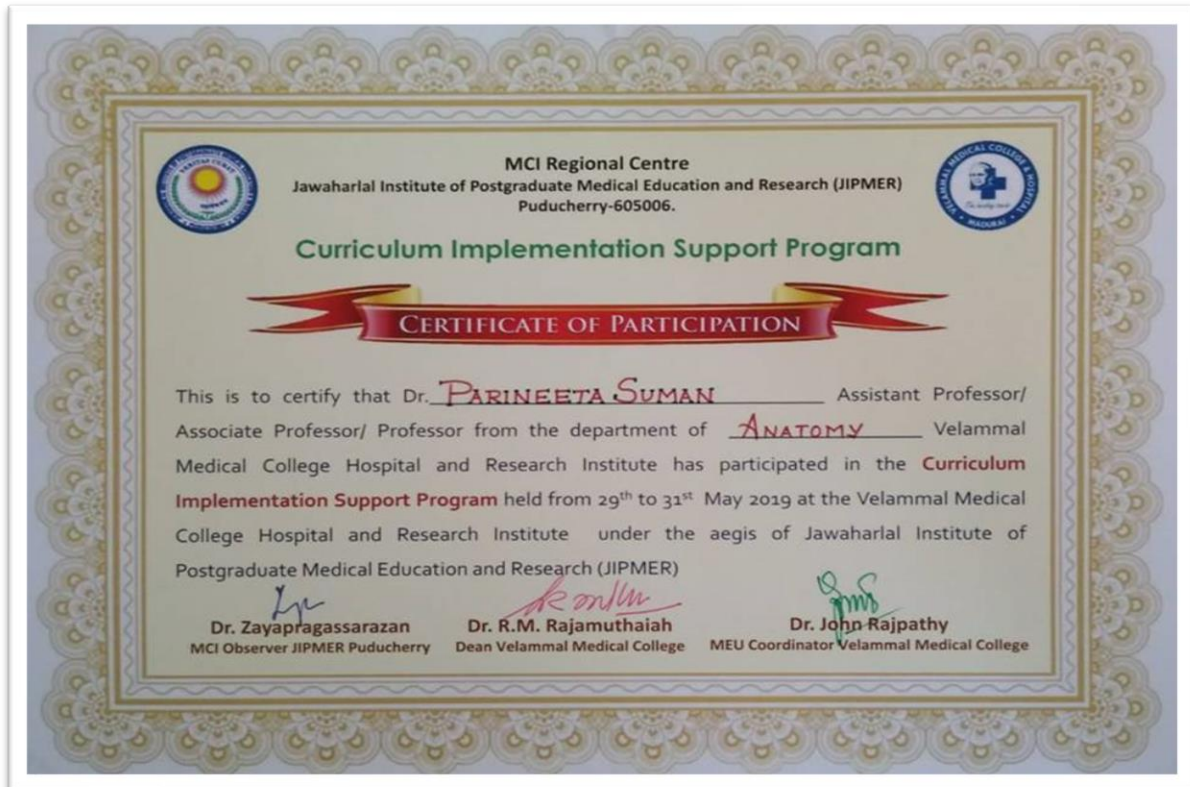 MCI Regional Centre
Jawaharlal Institute of Postgraduate Medical Education and Research (JIPMER)
Puducherry-605006.
VELAMMAL MEDICAL COLLEGE & HOSPITAL
MADURAI
Curriculum Implementation Support Program
CERTIFICATE OF PARTICIPATION
This is to certify that Dr. PARINEETA SUMAN Assistant Professor/
Associate Professor/ Professor from the department of ANATOMY Velammal
Medical College Hospital and Research Institute has participated in the Curriculum
Implementation Support Program held from 29th to 31st May 2019 at the Velammal Medical
College Hospital and Research Institute under the aegis of Jawaharlal Institute of
Postgraduate Medical Education and Research (JIPMER)
Dr. Zayapragassarazan
MCI Observer JIPMER Puducherry
Dr. R.M. Rajamuthaiah
Dean Velammal Medical College
Dr. John Rajpathy
MEU Coordinator Velammal Medical College